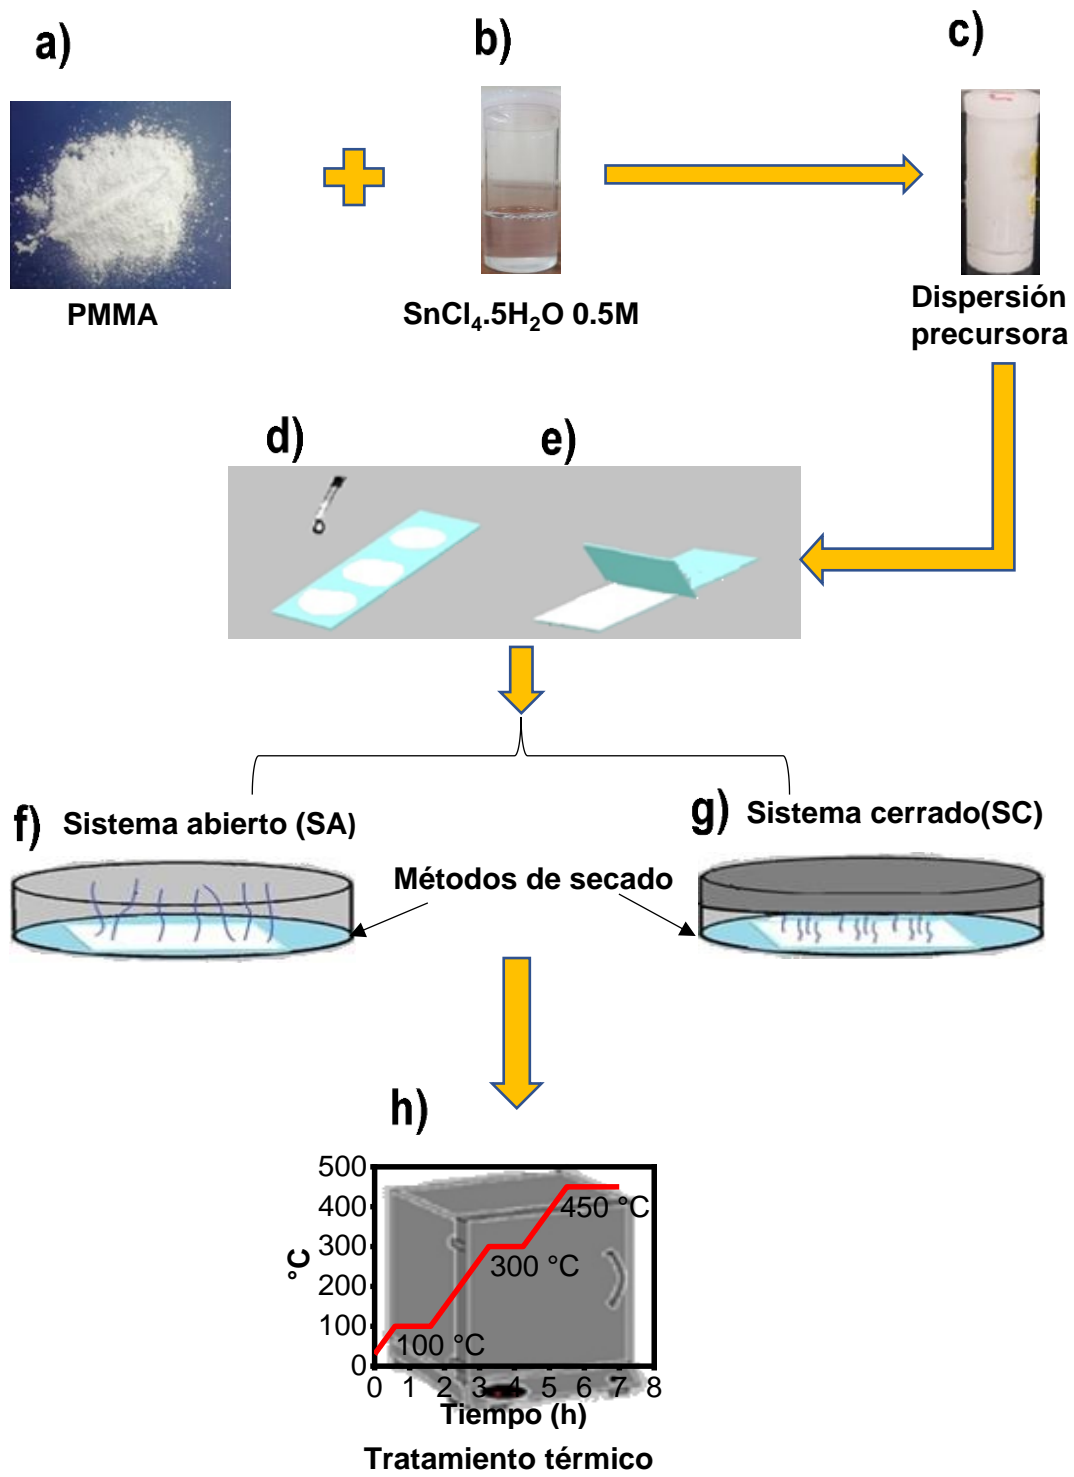 a)
b)
c)
PMMA
SnCl₄.5H₂O 0.5M
Dispersión
precursora
d)
e)
f) Sistema abierto (SA)
g) Sistema cerrado(SC)
Métodos de secado
h)
500
400
300
200
100
0
°C
450 °C
300 °C
100 °C
0 1 2 3 4 5 6 7 8
Tiempo (h)
Tratamiento térmico